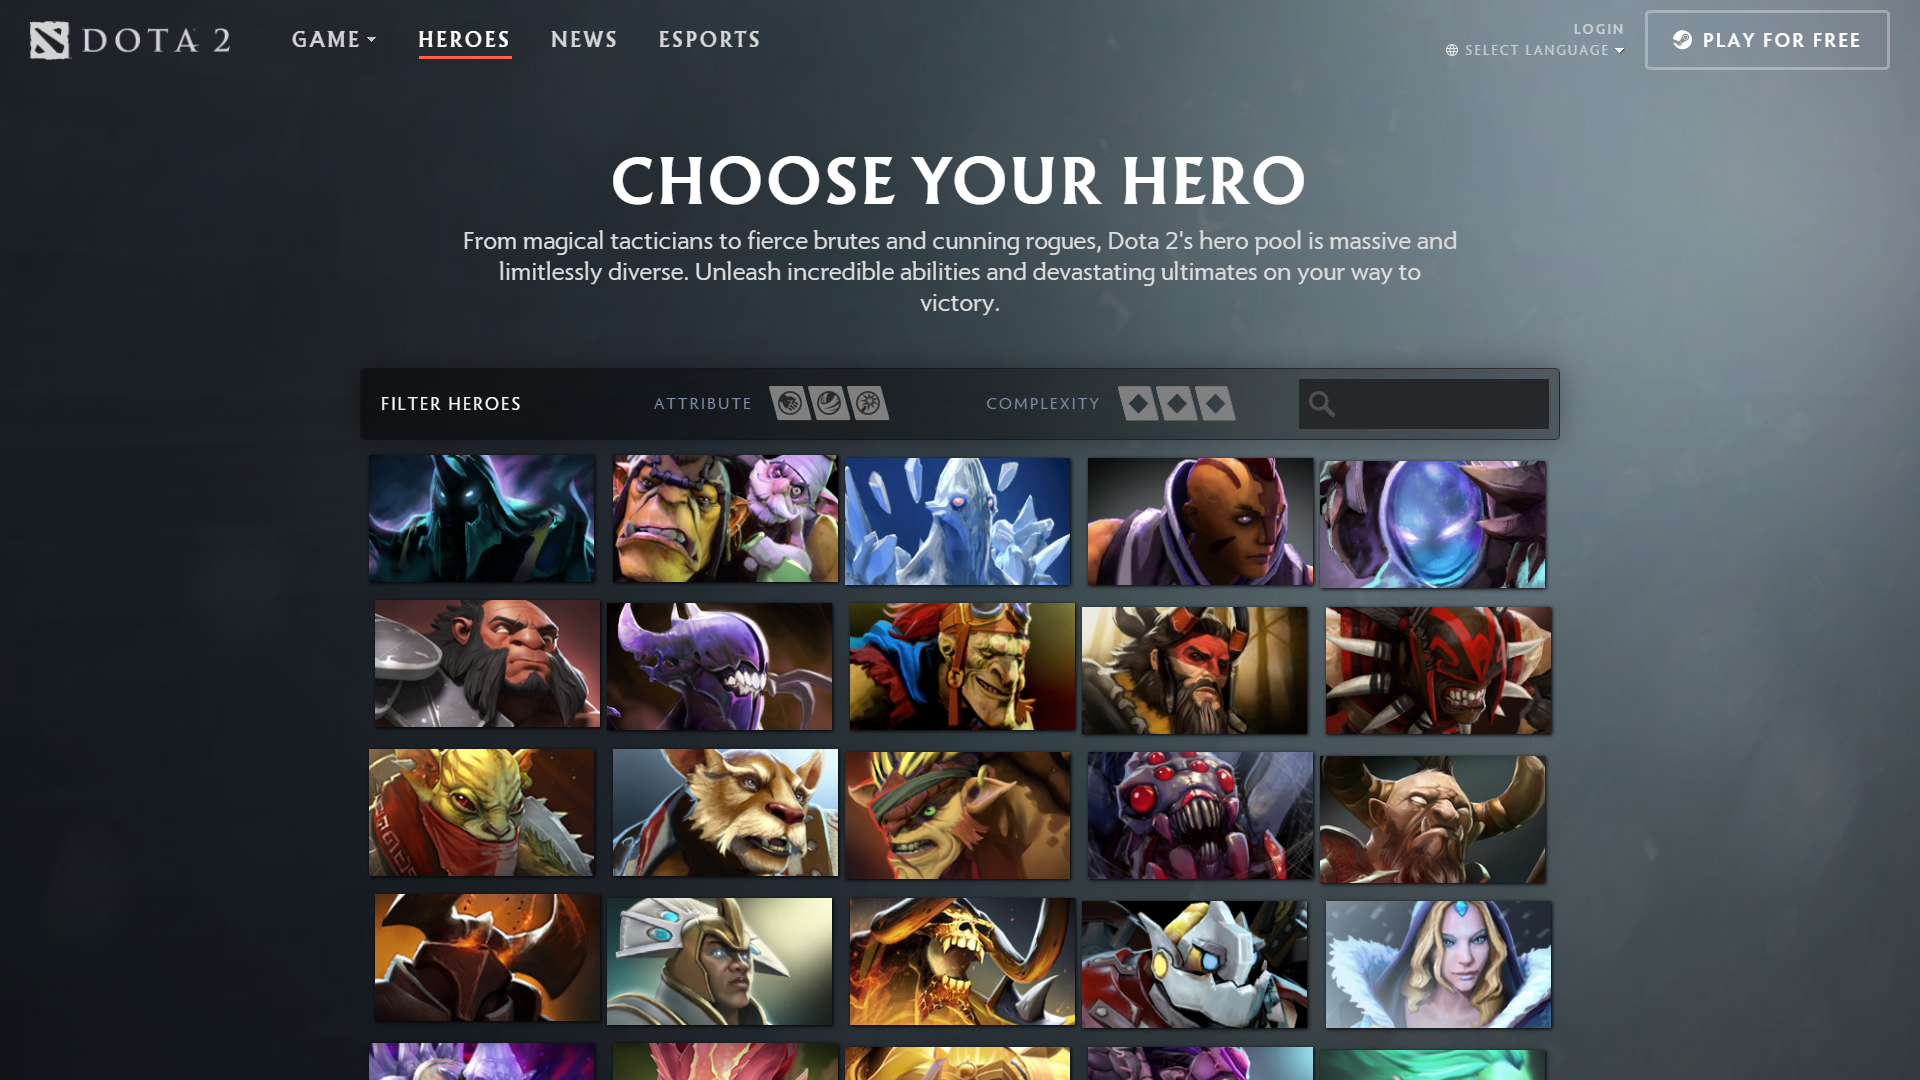 DOTA 2
GAME
HEROES
NEWS
ESPORTS
LOGIN
SELECT LANGUAGE
PLAY FOR FREE
CHOOSE YOUR HERO
From magical tacticians to fierce brutes and cunning rogues, Dota 2's hero pool is massive and
limitlessly diverse. Unleash incredible abilities and devastating ultimates on your way to
victory.
FILTER HEROES
ATTRIBUTE
COMPLEXITY